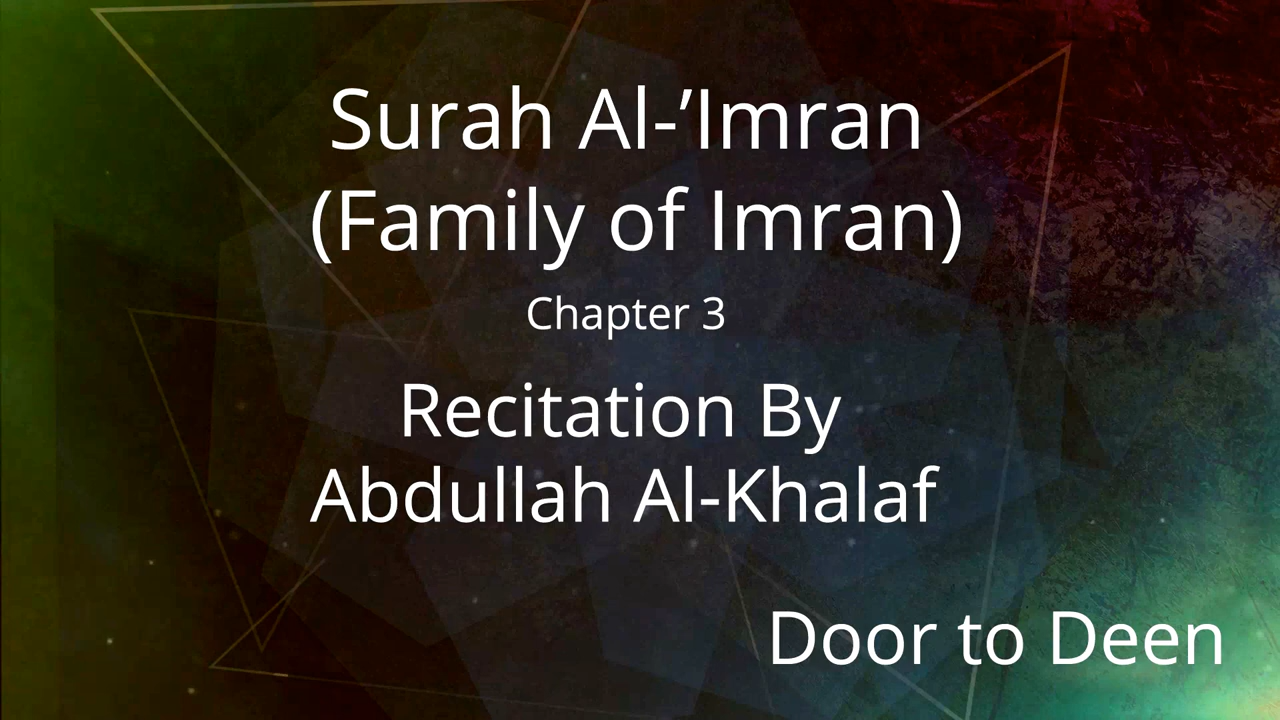 Surah Al-’Imran
(Family of Imran)
Chapter 3
Recitation By
Abdullah Al-Khalaf
Door to Deen